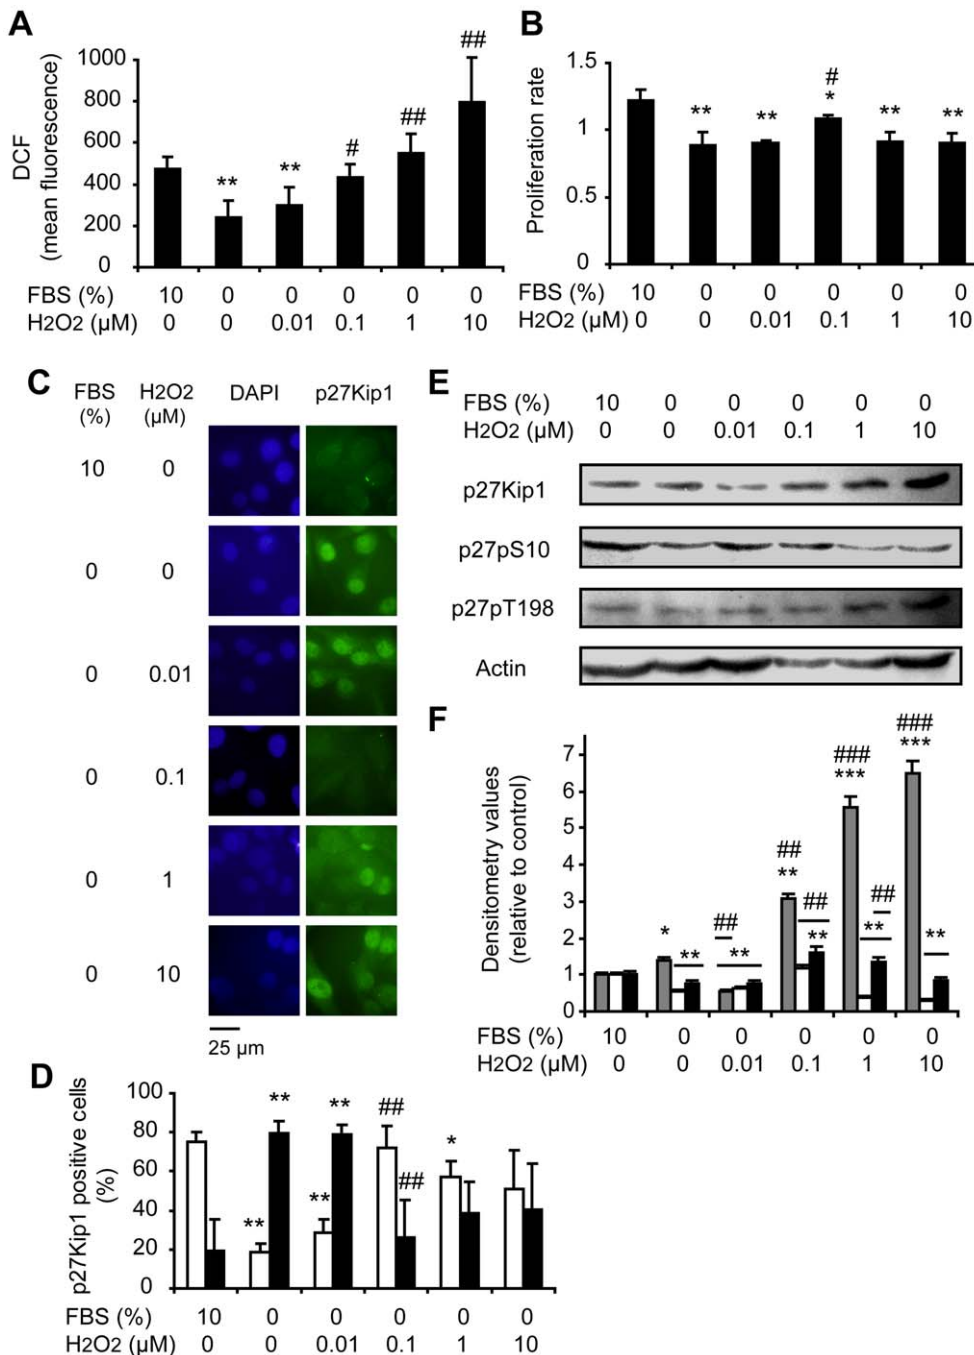 A
DCF
(mean fluorescence)
1000
800
600
400
200
0
**
**
#
##
##
FBS (%) 10 0 0 0 0 0
H2O2 (µM) 0 0 0.01 0.1 1 10
B
Proliferation rate
1.5
1
0.5
0
**
**
#
*
**
**
FBS (%) 10 0 0 0 0 0
H2O2 (µM) 0 0 0.01 0.1 1 10
C
FBS H2O2 DAPI p27Kip1
(%) (µM)
10 0
0 0
0 0.01
0 0.1
0 1
0 10
25 µm
D
p27Kip1 positive cells
(%)
100
80
60
40
20
0
**
**
**
**
##
##
*
FBS (%) 10 0 0 0 0 0
H2O2 (µM) 0 0 0.01 0.1 1 10
E
FBS (%) 10 0 0 0 0 0
H2O2 (µM) 0 0 0.01 0.1 1 10
p27Kip1
p27pS10
p27pT198
Actin
F
Densitometry values
(relative to control)
7
6
5
4
3
2
1
0
*
**
##
**
##
**
##
**
###
***
##
**
###
***
**
FBS (%) 10 0 0 0 0 0
H2O2 (µM) 0 0 0.01 0.1 1 10